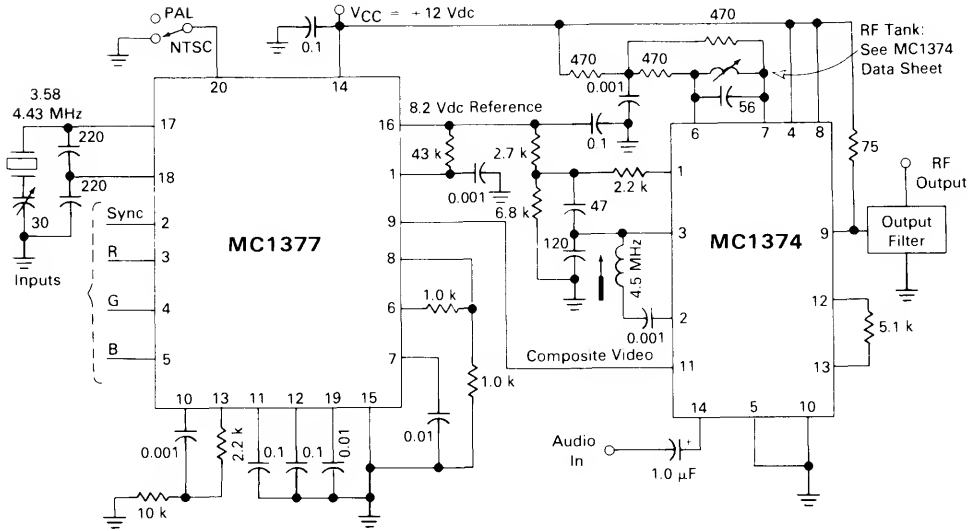 PAL
NTSC
V CC = +12 Vdc
0.1
470
RF Tank:
See MC1374
Data Sheet
470
470
0.001
56
20
14
3.58
4.43 MHz
8.2 Vdc Reference
0.1
6
7
4
8
17
220
16
43 k
2.7 k
75
RF
Output
18
220
1
0.001
2.2 k
1
30
6.8 k
47
Sync
2
MC1377
9
120
3
MC1374
9
Output
Filter
Inputs
R
3
8
4.5 MHz
G
4
6
1.0 k
2
0.001
12
5.1 k
B
5
7
1.0 k
Composite Video
11
13
10
13
11
12
19
15
0.01
14
5
10
0.001
2.2 k
0.1
0.1
0.01
Audio
In
+
1.0 µF
10 k